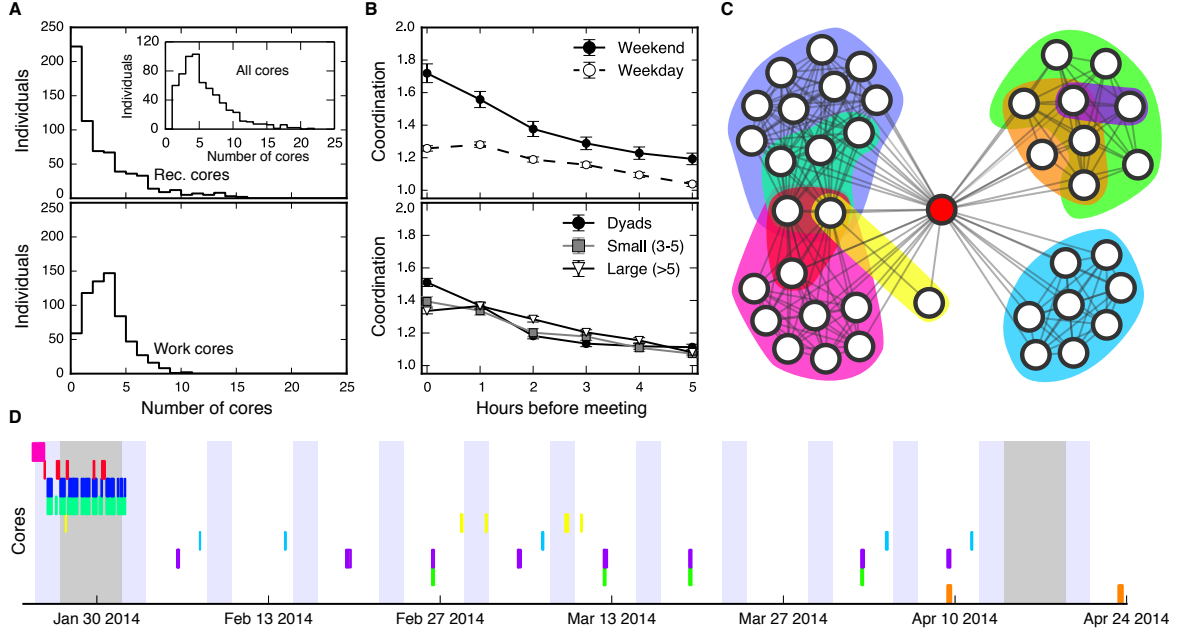 A
B
C
250
200
150
100
50
0
Individuals
Rec. cores
120
80
40
0
Individuals
All cores
0 5 10 15 20 25
Number of cores
250
200
150
100
50
0
Individuals
Work cores
0 5 10 15 20 25
Number of cores
2.0
1.8
1.6
1.4
1.2
1.0
Coordination
Weekend
Weekday
2.0
1.8
1.6
1.4
1.2
1.0
Coordination
Dyads
Small (3-5)
Large (>5)
0 1 2 3 4 5
Hours before meeting
D
Cores
Jan 30 2014 Feb 13 2014 Feb 27 2014 Mar 13 2014 Mar 27 2014 Apr 10 2014 Apr 24 2014